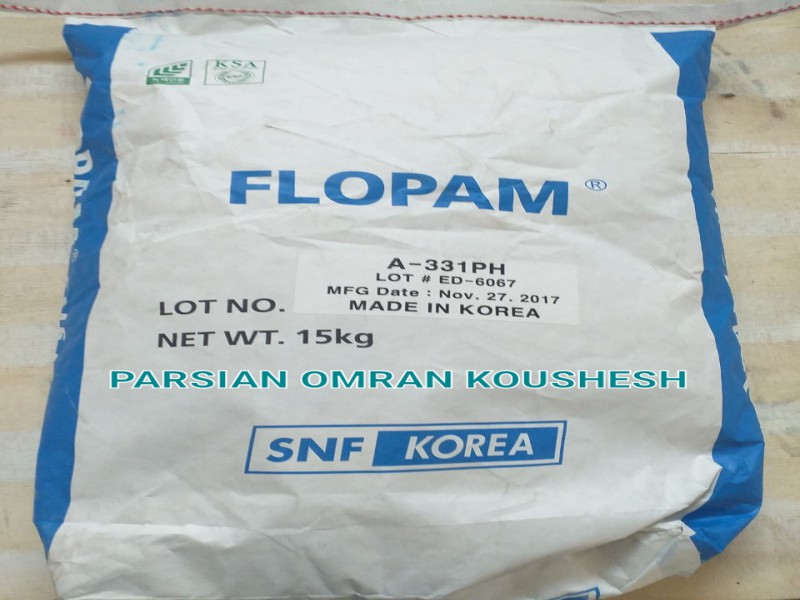 KSA
FLOPAM®
A-331PH
LOT # ED-6067
MFG Date : Nov. 27. 2017
MADE IN KOREA
LOT NO.
NET WT. 15kg
PARSIAN OMRAN KOUSHESH
SNF KOREA